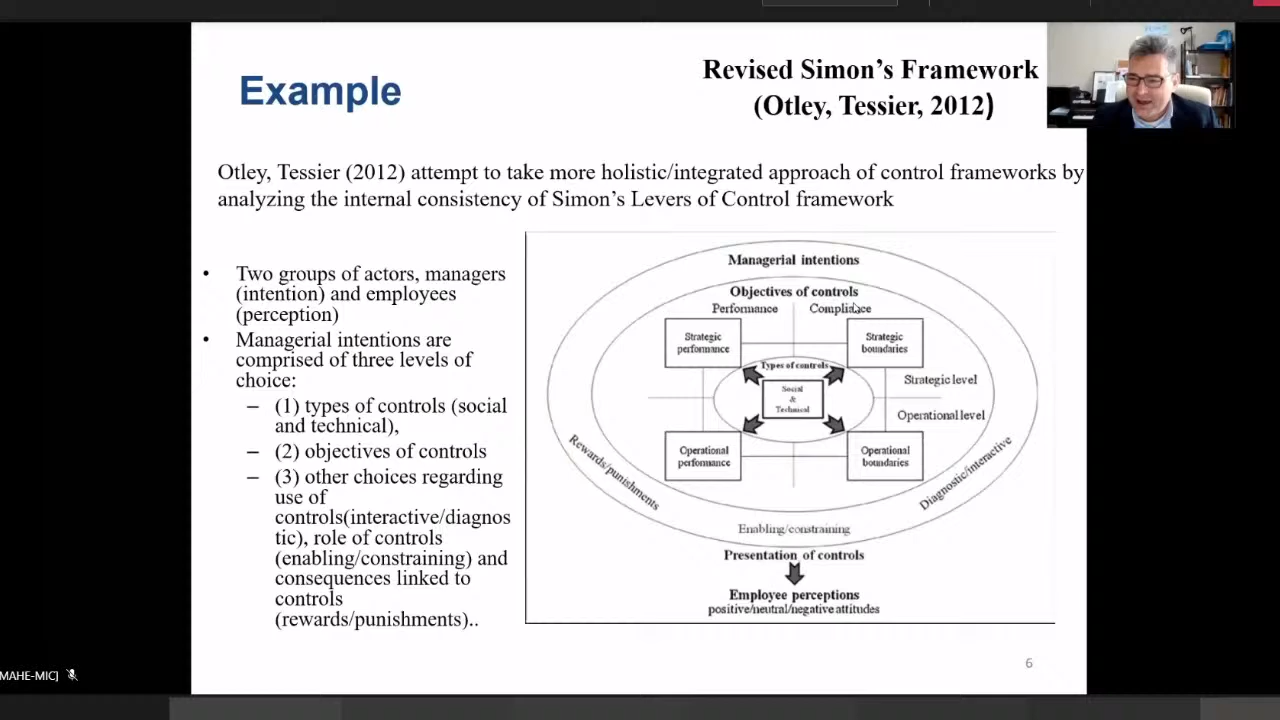 Example
Revised Simon’s Framework
(Otley, Tessier, 2012)
Otley, Tessier (2012) attempt to take more holistic/integrated approach of control frameworks by
analyzing the internal consistency of Simon’s Levers of Control framework
• Two groups of actors, managers
(intention) and employees
(perception)
• Managerial intentions are
comprised of three levels of
choice:
– (1) types of controls (social
and technical),
– (2) objectives of controls
– (3) other choices regarding
use of
controls(interactive/diagnos
tic), role of controls
(enabling/constraining) and
consequences linked to
controls
(rewards/punishments)..
Managerial intentions
Objectives of controls
Performance
Compliance
Strategic
performance
Strategic
boundaries
Types of controls
Social
&
Technical
Strategic level
Operational level
Operational
performance
Operational
boundaries
Rewards/punishments
Diagnostic/interactive
Enabling/constraining
Presentation of controls
Employee perceptions
positive/neutral/negative attitudes
6
MAHE-MIC]